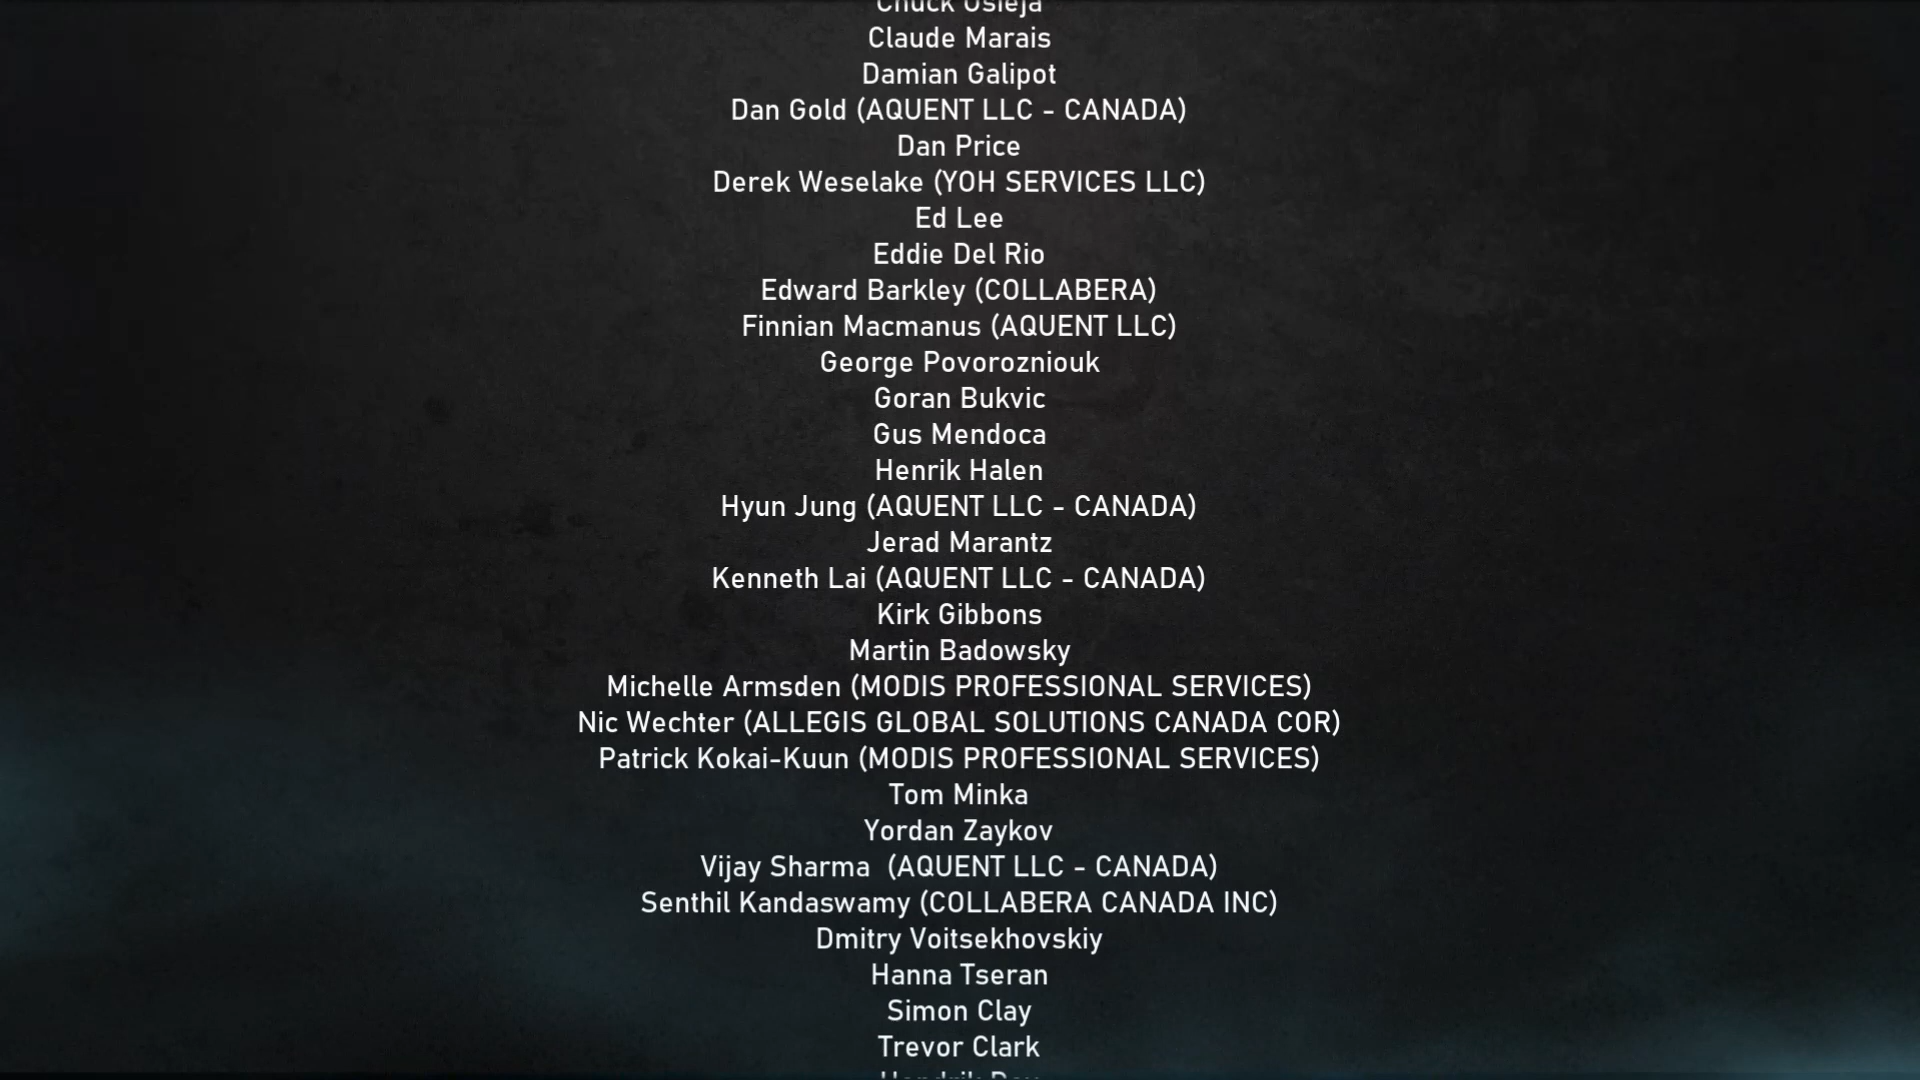 Chuck Osieja
Claude Marais
Damian Galipot
Dan Gold (AQUENT LLC - CANADA)
Dan Price
Derek Weselake (YOH SERVICES LLC)
Ed Lee
Eddie Del Rio
Edward Barkley (COLLABERA)
Finnian Macmanus (AQUENT LLC)
George Povorozniouk
Goran Bukvic
Gus Mendoca
Henrik Halen
Hyun Jung (AQUENT LLC - CANADA)
Jerad Marantz
Kenneth Lai (AQUENT LLC - CANADA)
Kirk Gibbons
Martin Badowsky
Michelle Armsden (MODIS PROFESSIONAL SERVICES)
Nic Wechter (ALLEGIS GLOBAL SOLUTIONS CANADA COR)
Patrick Kokai-Kuun (MODIS PROFESSIONAL SERVICES)
Tom Minka
Yordan Zaykov
Vijay Sharma  (AQUENT LLC - CANADA)
Senthil Kandaswamy (COLLABERA CANADA INC)
Dmitry Voitsekhovskiy
Hanna Tseran
Simon Clay
Trevor Clark